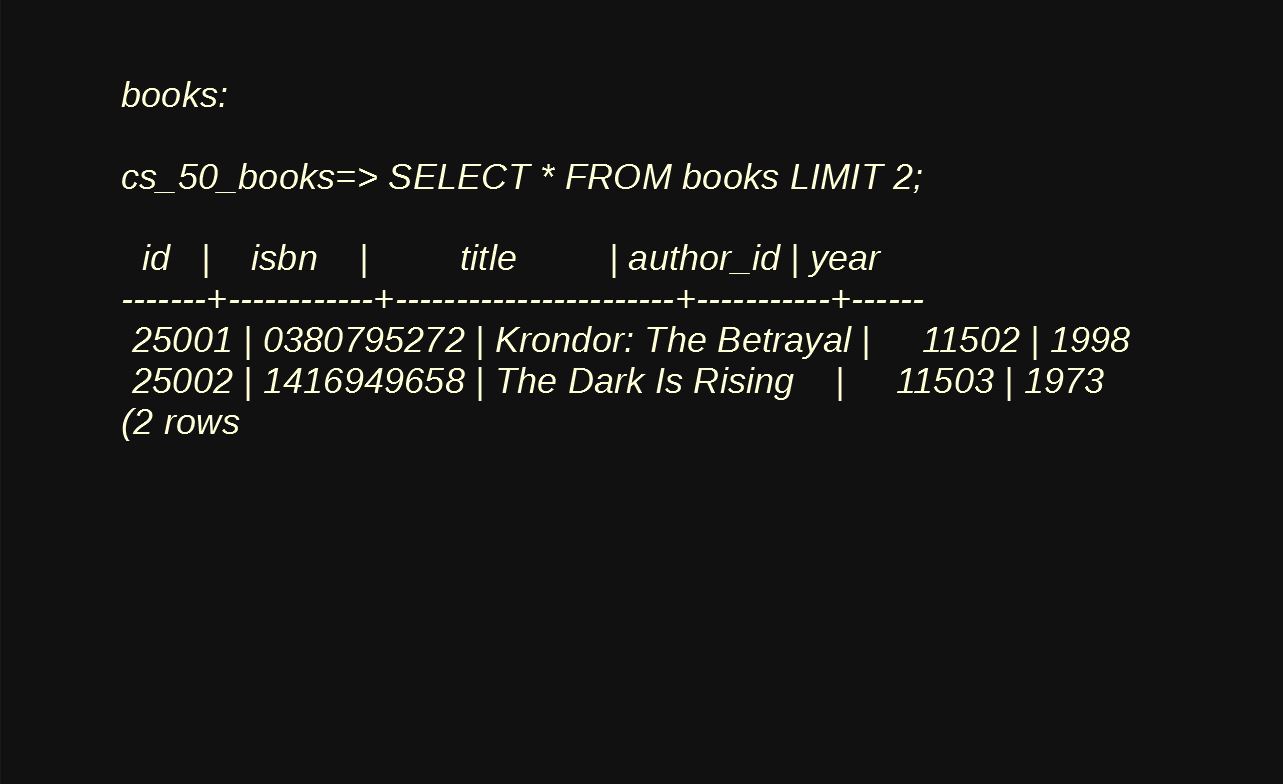 books:
cs_50_books=> SELECT * FROM books LIMIT 2;
  id   |    isbn    |         title         | author_id | year
-------+------------+-----------------------+-----------+------
 25001 | 0380795272 | Krondor: The Betrayal |     11502 | 1998
 25002 | 1416949658 | The Dark Is Rising    |     11503 | 1973
(2 rows